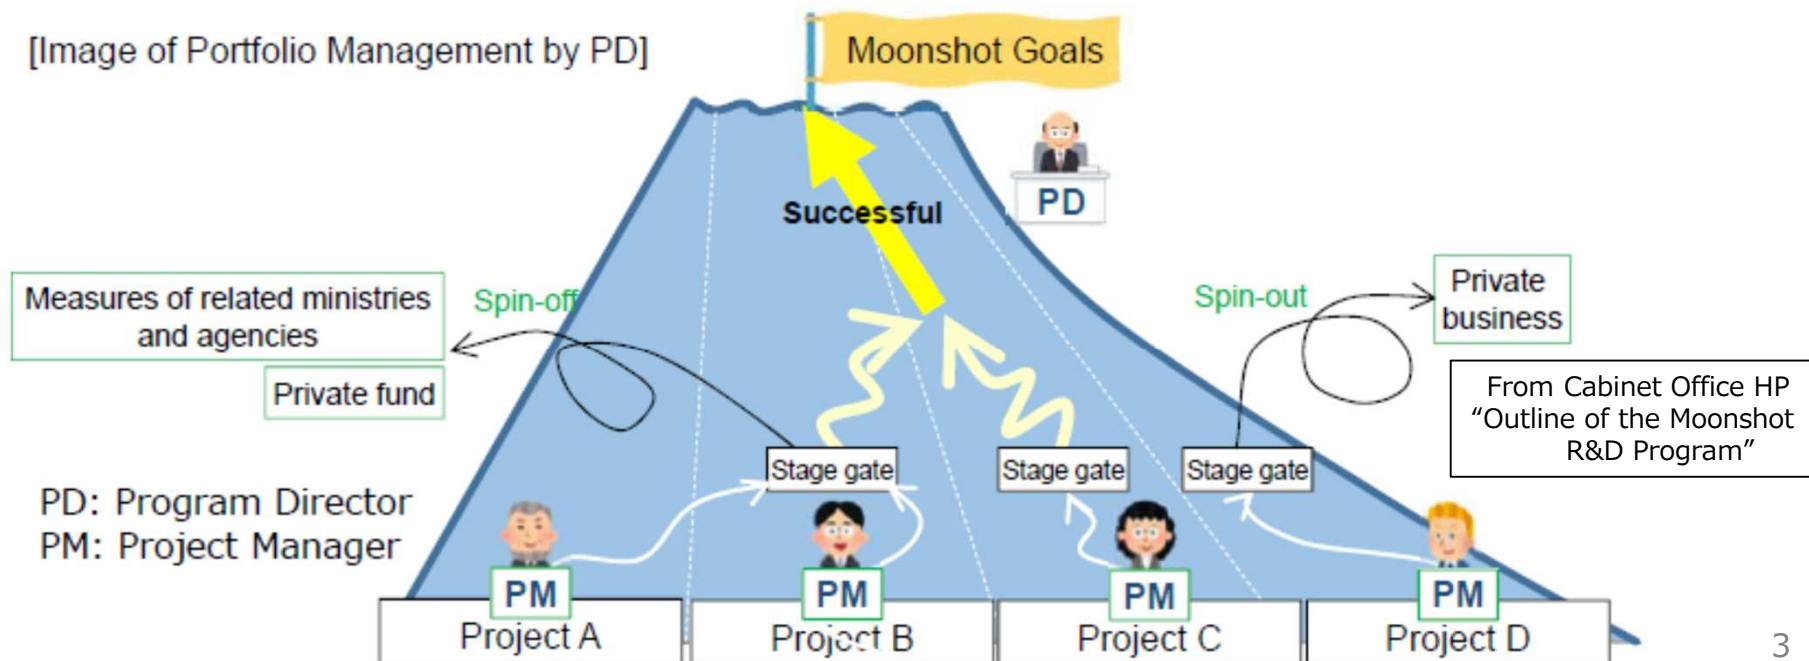 [Image of Portfolio Management by PD]
Moonshot Goals
PD
Successful
Measures of related ministries
and agencies
Spin-off
Private fund
Spin-out
Private
business
From Cabinet Office HP
“Outline of the Moonshot
R&D Program”
Stage gate
Stage gate
Stage gate
PD: Program Director
PM: Project Manager
PM
PM
PM
PM
Project A
Project B
Project C
Project D
3